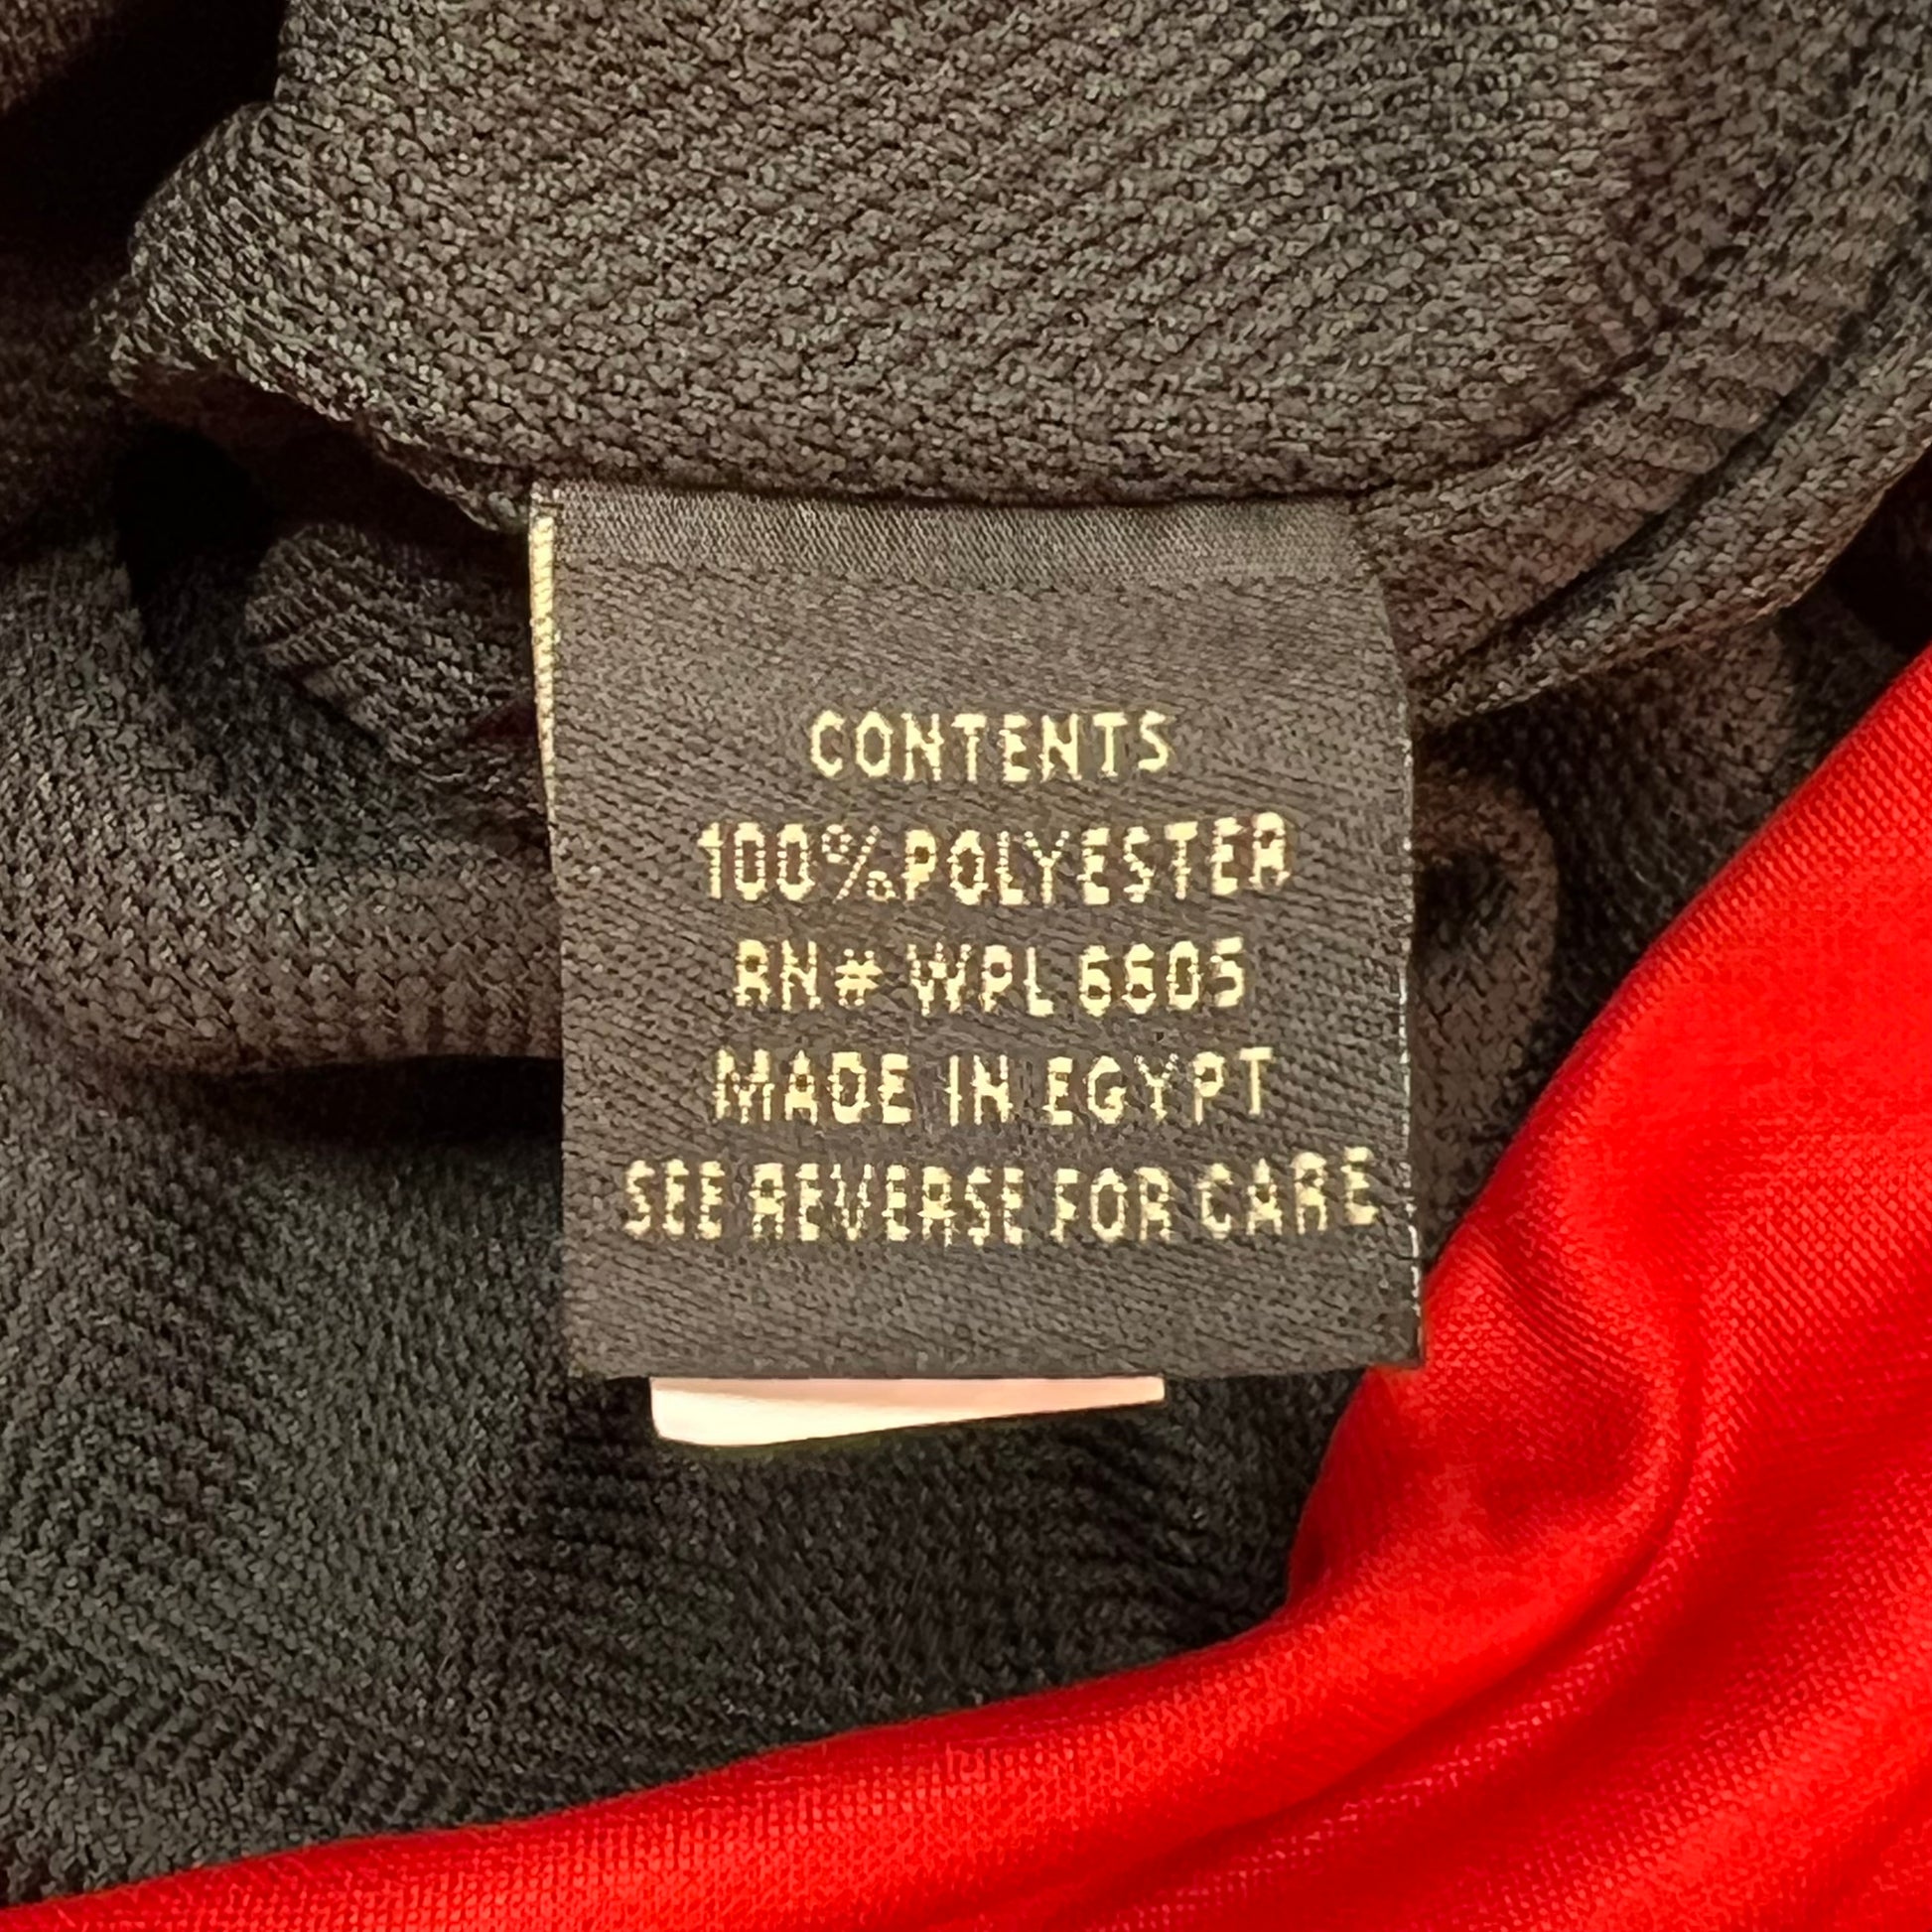 CONTENTS
100% POLYESTER
RN# WPL 6605
MADE IN EGYPT
SEE REVERSE FOR CARE